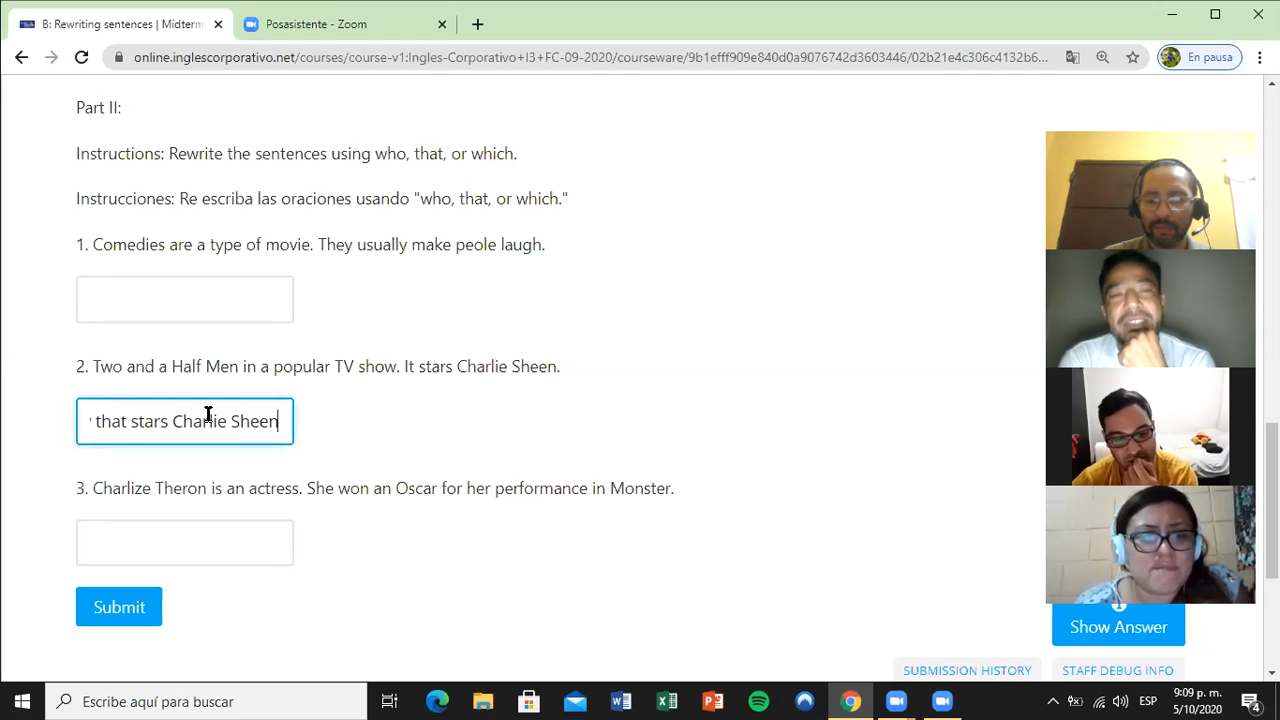 B: Rewriting sentences | Midterm
Posasistente - Zoom
online.inglescorporativo.net/courses/course-v1:Ingles-Corporativo+I3+FC-09-2020/courseware/9b1efff909e840d0a9076742d3603446/02b21e4c306c4132b6...
En pausa
Part II:
Instructions: Rewrite the sentences using who, that, or which.
Instrucciones: Re escriba las oraciones usando "who, that, or which."
1. Comedies are a type of movie. They usually make peole laugh.
2. Two and a Half Men in a popular TV show. It stars Charlie Sheen.
that stars Charlie Sheen
3. Charlize Theron is an actress. She won an Oscar for her performance in Monster.
Submit
Show Answer
SUBMISSION HISTORY
STAFF DEBUG INFO
Escribe aquí para buscar
ESP
9:09 p. m.
5/10/2020
4